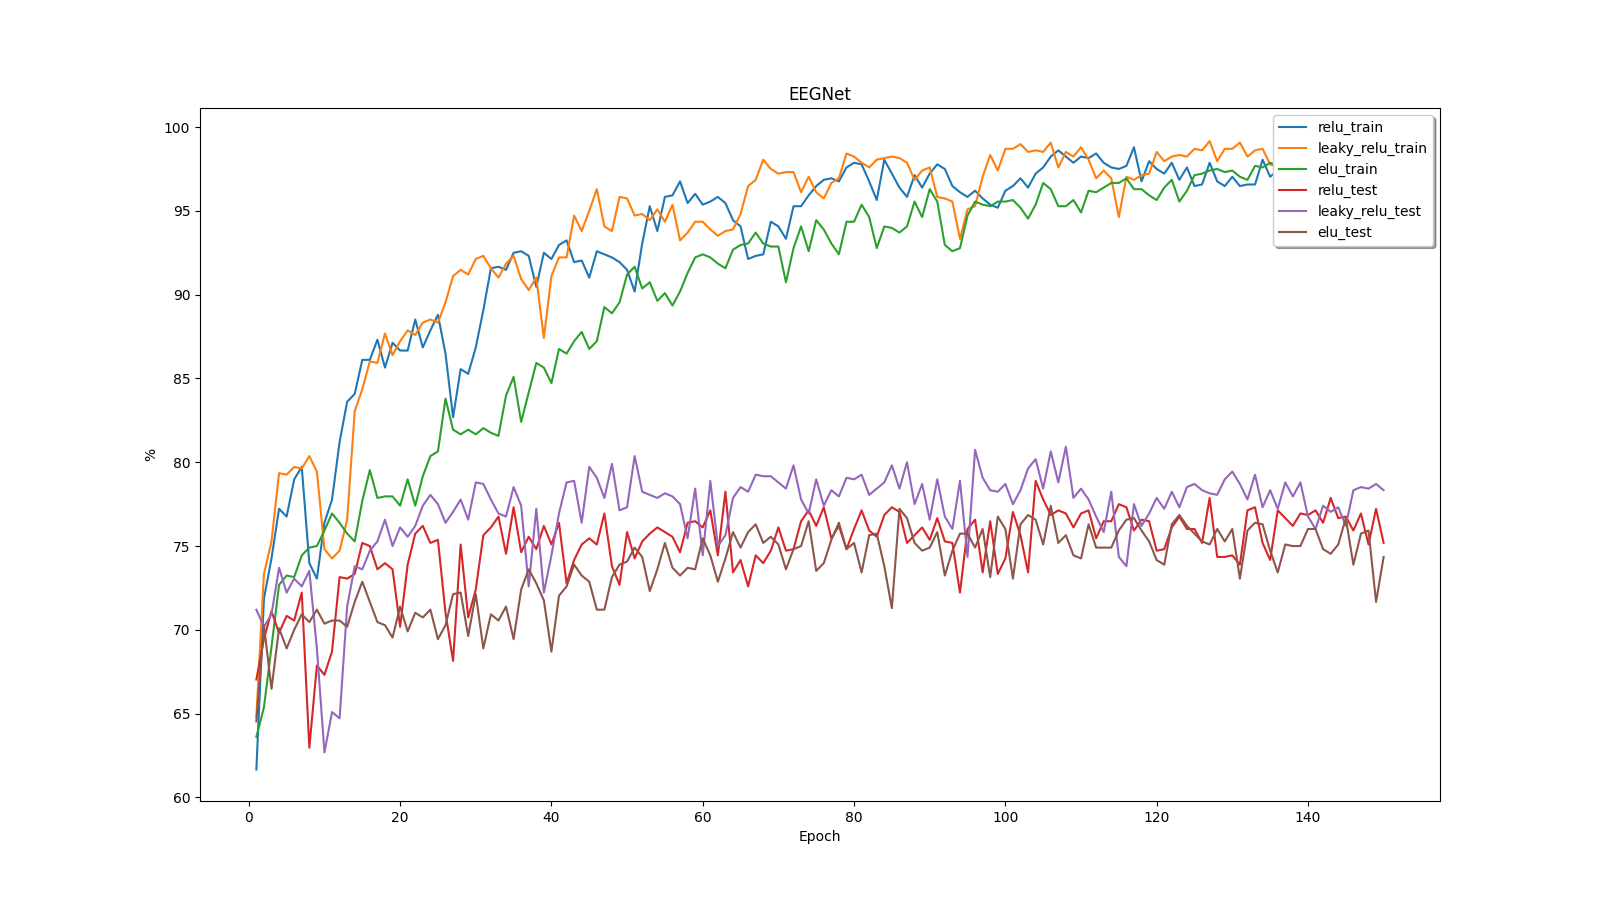 EEGNet
100
95
90
85
80
75
70
65
60
%
relu_train
leaky_relu_train
elu_train
relu_test
leaky_relu_test
elu_test
0 20 40 60 80 100 120 140
Epoch